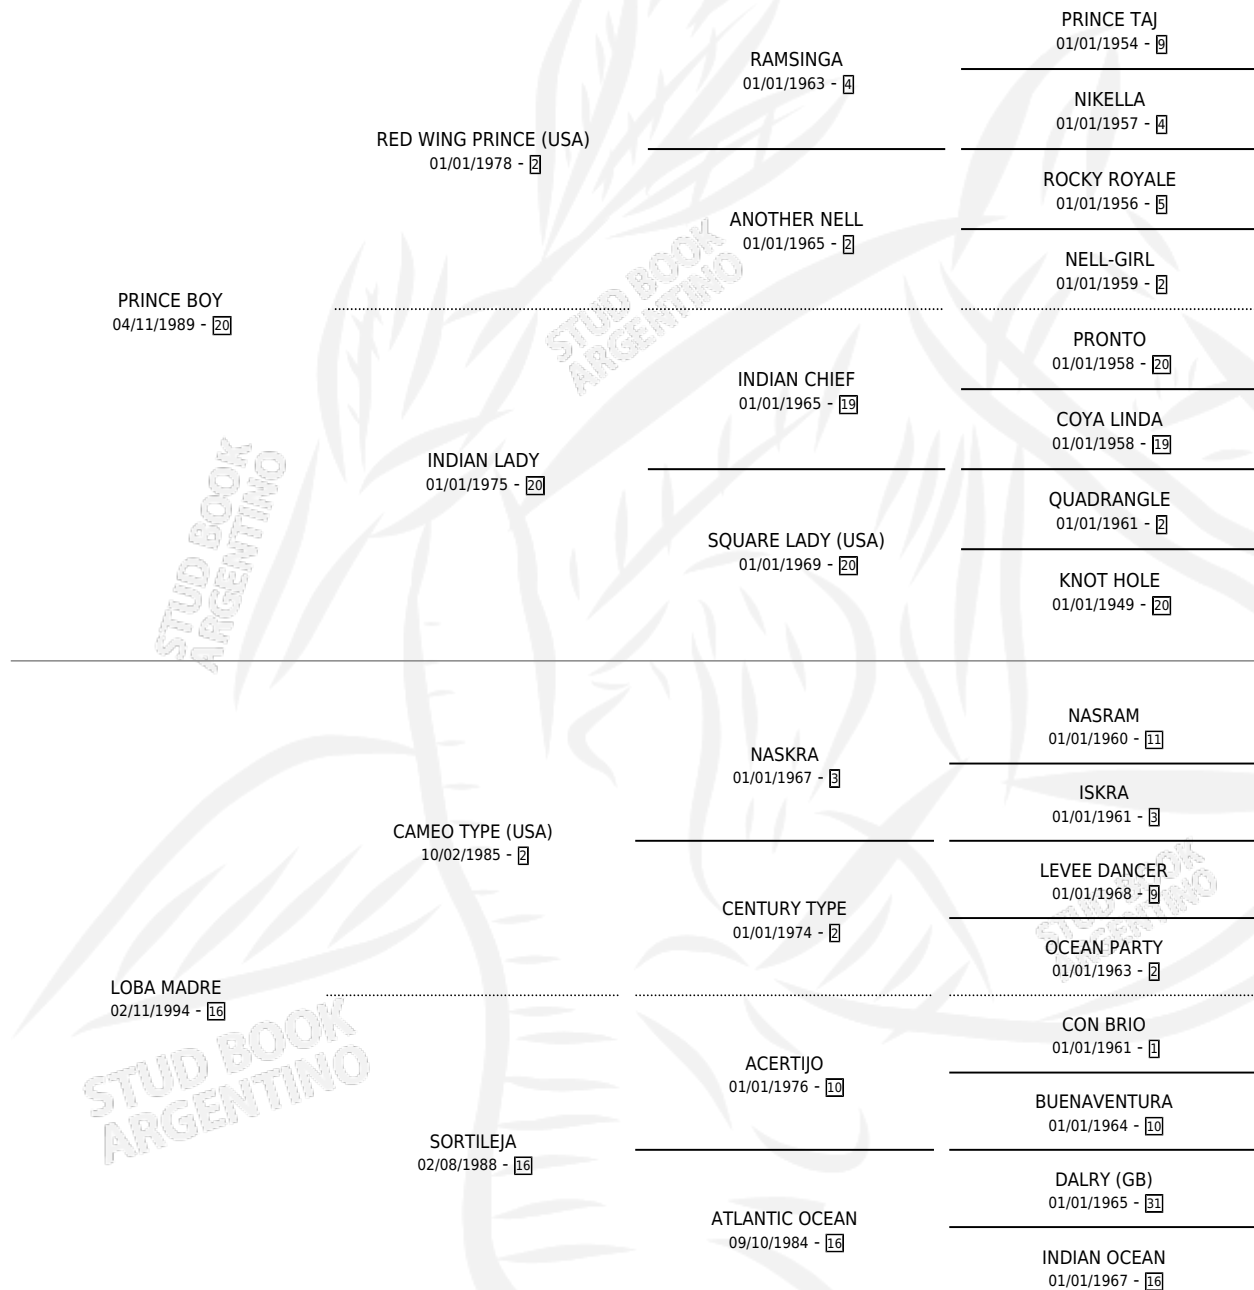 PRINCE TAJ
01/01/1954 - 9
RAMSINGA
01/01/1963 - 4
NIKELLA
01/01/1957 - 4
RED WING PRINCE (USA)
01/01/1978 - 2
ROCKY ROYALE
01/01/1956 - 5
ANOTHER NELL
01/01/1965 - 2
NELL-GIRL
01/01/1959 - 2
PRINCE BOY
04/11/1989 - 20
PRONTO
01/01/1958 - 20
INDIAN CHIEF
01/01/1965 - 19
COYA LINDA
01/01/1958 - 19
INDIAN LADY
01/01/1975 - 20
QUADRANGLE
01/01/1961 - 2
SQUARE LADY (USA)
01/01/1969 - 20
KNOT HOLE
01/01/1949 - 20
STUD BOOK
ARGENTINO
STUD BOOK
ARGENTINO
NASRAM
01/01/1960 - 11
NASKRA
01/01/1967 - 3
ISKRA
01/01/1961 - 3
CAMEO TYPE (USA)
10/02/1985 - 2
LEVEE DANCER
01/01/1968 - 9
CENTURY TYPE
01/01/1974 - 2
OCEAN PARTY
01/01/1963 - 2
STUD BOOK
ARGENTINO
LOBA MADRE
02/11/1994 - 16
CON BRIO
01/01/1961 - 1
ACERTIJO
01/01/1976 - 10
BUENAVENTURA
01/01/1964 - 10
SORTILEJA
02/08/1988 - 16
DALRY (GB)
01/01/1965 - 31
ATLANTIC OCEAN
09/10/1984 - 16
INDIAN OCEAN
01/01/1967 - 16
STUD BOOK
ARGENTINO